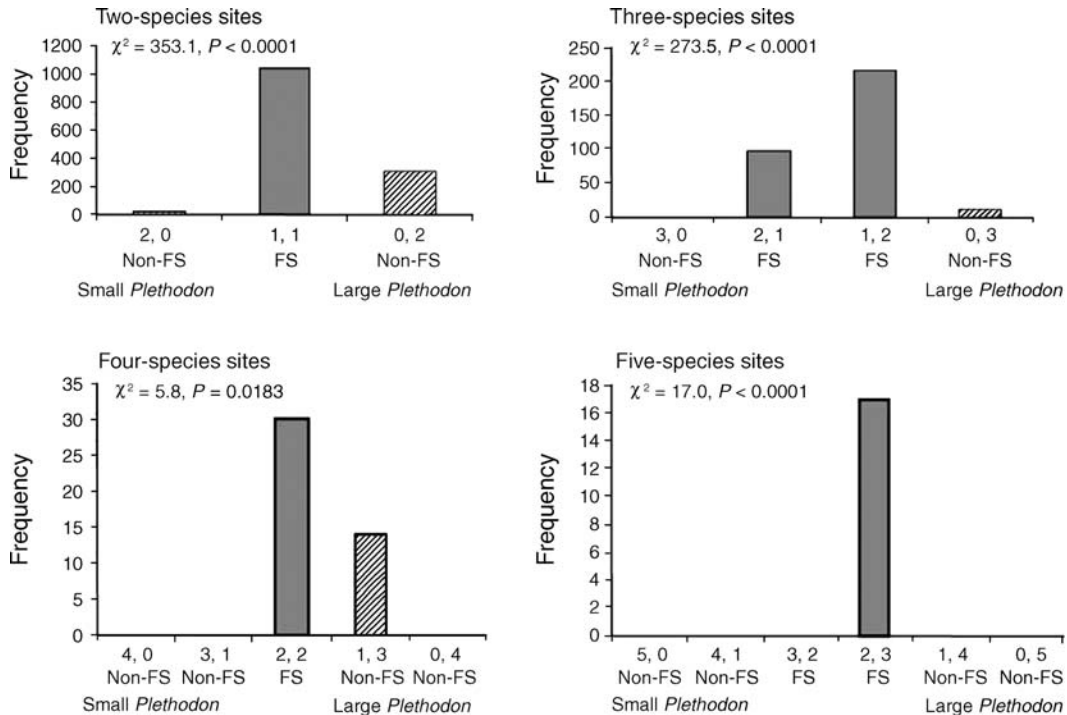 Two-species sites
χ² = 353.1, P < 0.0001
Frequency
1200
1000
800
600
400
200
0
2, 0 1, 1 0, 2
Non-FS FS Non-FS
Small Plethodon Large Plethodon
Three-species sites
χ² = 273.5, P < 0.0001
Frequency
250
200
150
100
50
0
3, 0 2, 1 1, 2 0, 3
Non-FS FS FS Non-FS
Small Plethodon Large Plethodon
Four-species sites
χ² = 5.8, P = 0.0183
Frequency
35
30
25
20
15
10
5
0
4, 0 3, 1 2, 2 1, 3 0, 4
Non-FS Non-FS FS Non-FS Non-FS
Small Plethodon Large Plethodon
Five-species sites
χ² = 17.0, P < 0.0001
Frequency
18
16
14
12
10
8
6
4
2
0
5, 0 4, 1 3, 2 2, 3 1, 4 0, 5
Non-FS Non-FS FS FS Non-FS Non-FS
Small Plethodon Large Plethodon